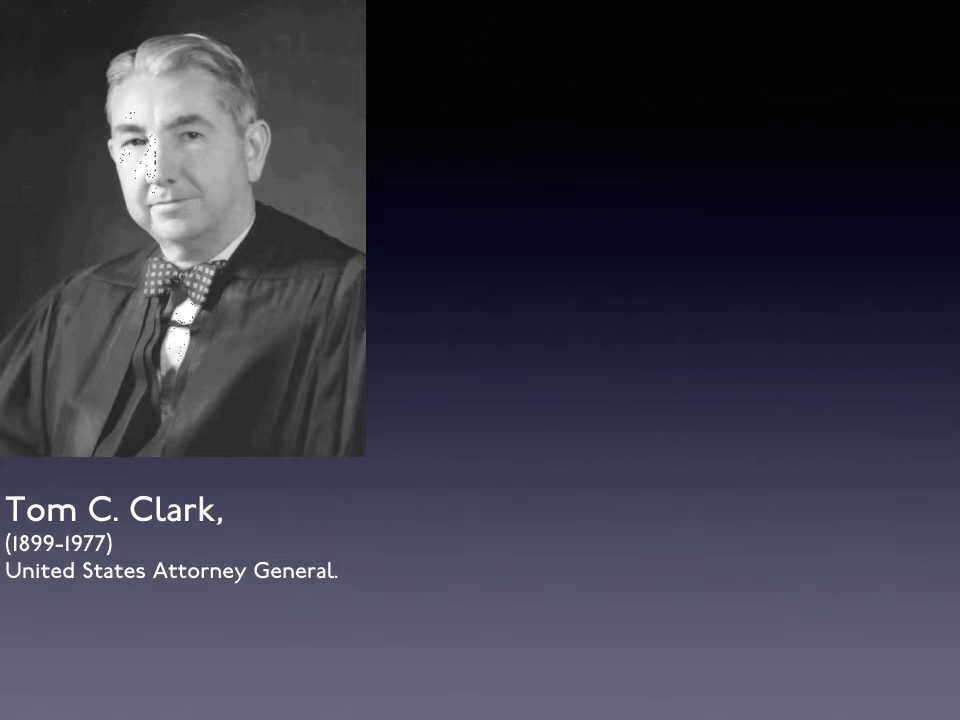 Tom C. Clark,
(1899-1977)
United States Attorney General.